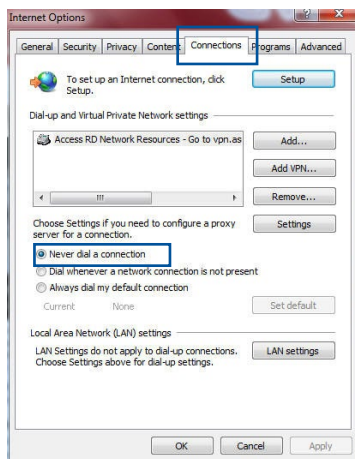 Internet Options
General Security Privacy Content Connections Programs Advanced
To set up an Internet connection, click
Setup.
Setup
Dial-up and Virtual Private Network settings
Access RD Network Resources - Go to vpn.as
Add...
Add VPN...
Remove...
Choose Settings if you need to configure a proxy
server for a connection.
Settings
Never dial a connection
Dial whenever a network connection is not present
Always dial my default connection
Current None
Set default
Local Area Network (LAN) settings
LAN Settings do not apply to dial-up connections.
Choose Settings above for dial-up settings.
LAN settings
OK Cancel Apply